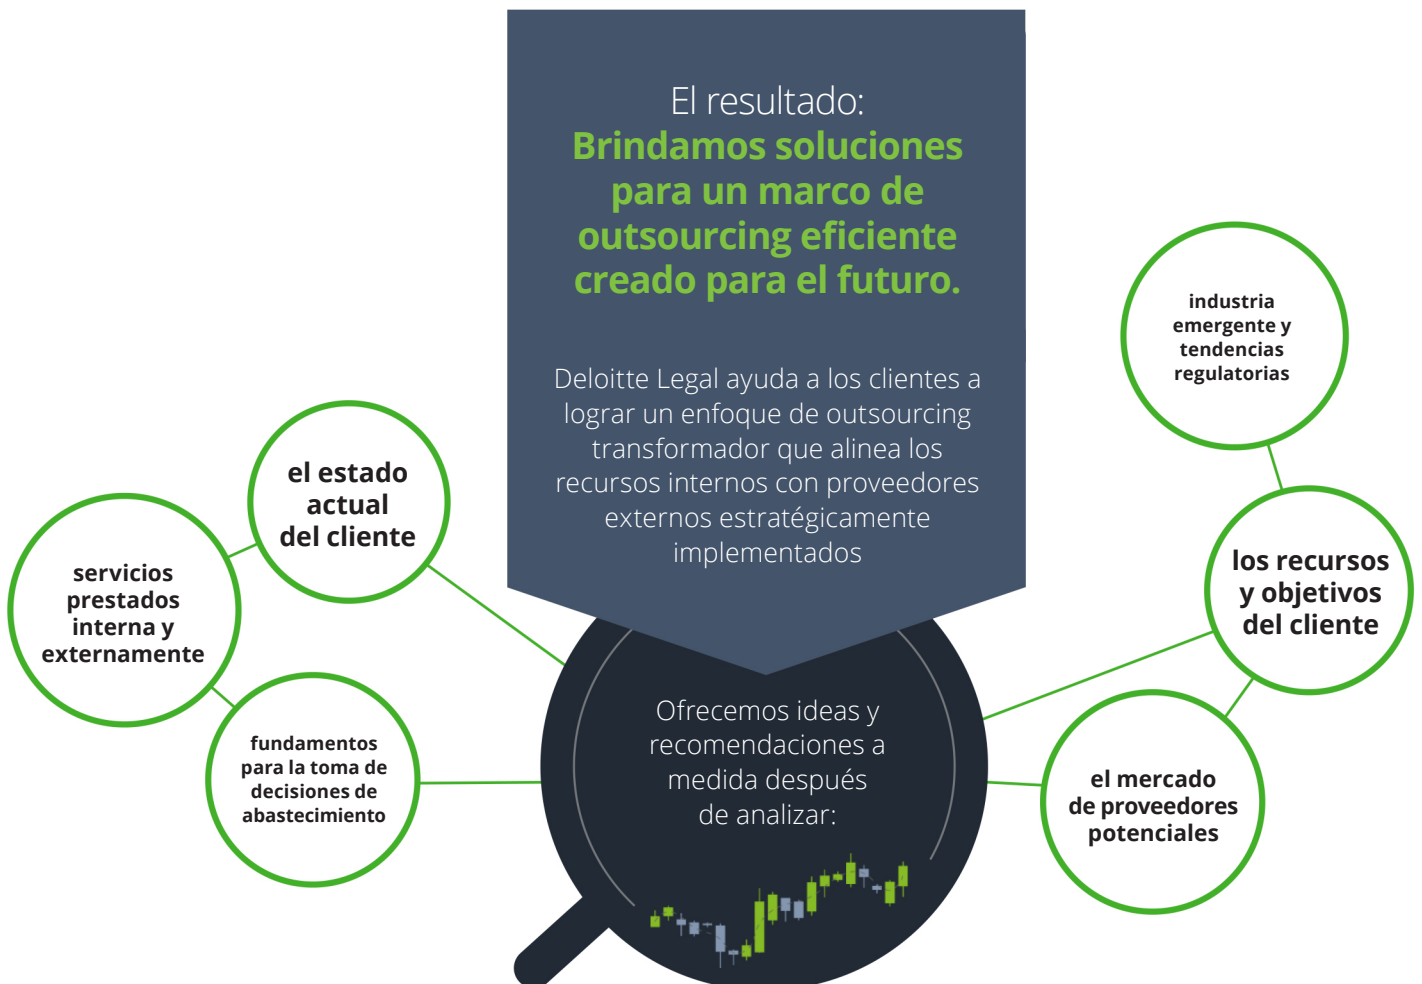 El resultado:
Brindamos soluciones
para un marco de
outsourcing eficiente
creado para el futuro.
Deloitte Legal ayuda a los clientes a
lograr un enfoque de outsourcing
transformador que alinea los
recursos internos con proveedores
externos estratégicamente
implementados
Ofrecemos ideas y
recomendaciones a
medida después
de analizar:
el estado
actual
del cliente
servicios
prestados
interna y
externamente
fundamentos
para la toma de
decisiones de
abastecimiento
industria
emergente y
tendencias
regulatorias
los recursos
y objetivos
del cliente
el mercado
de proveedores
potenciales